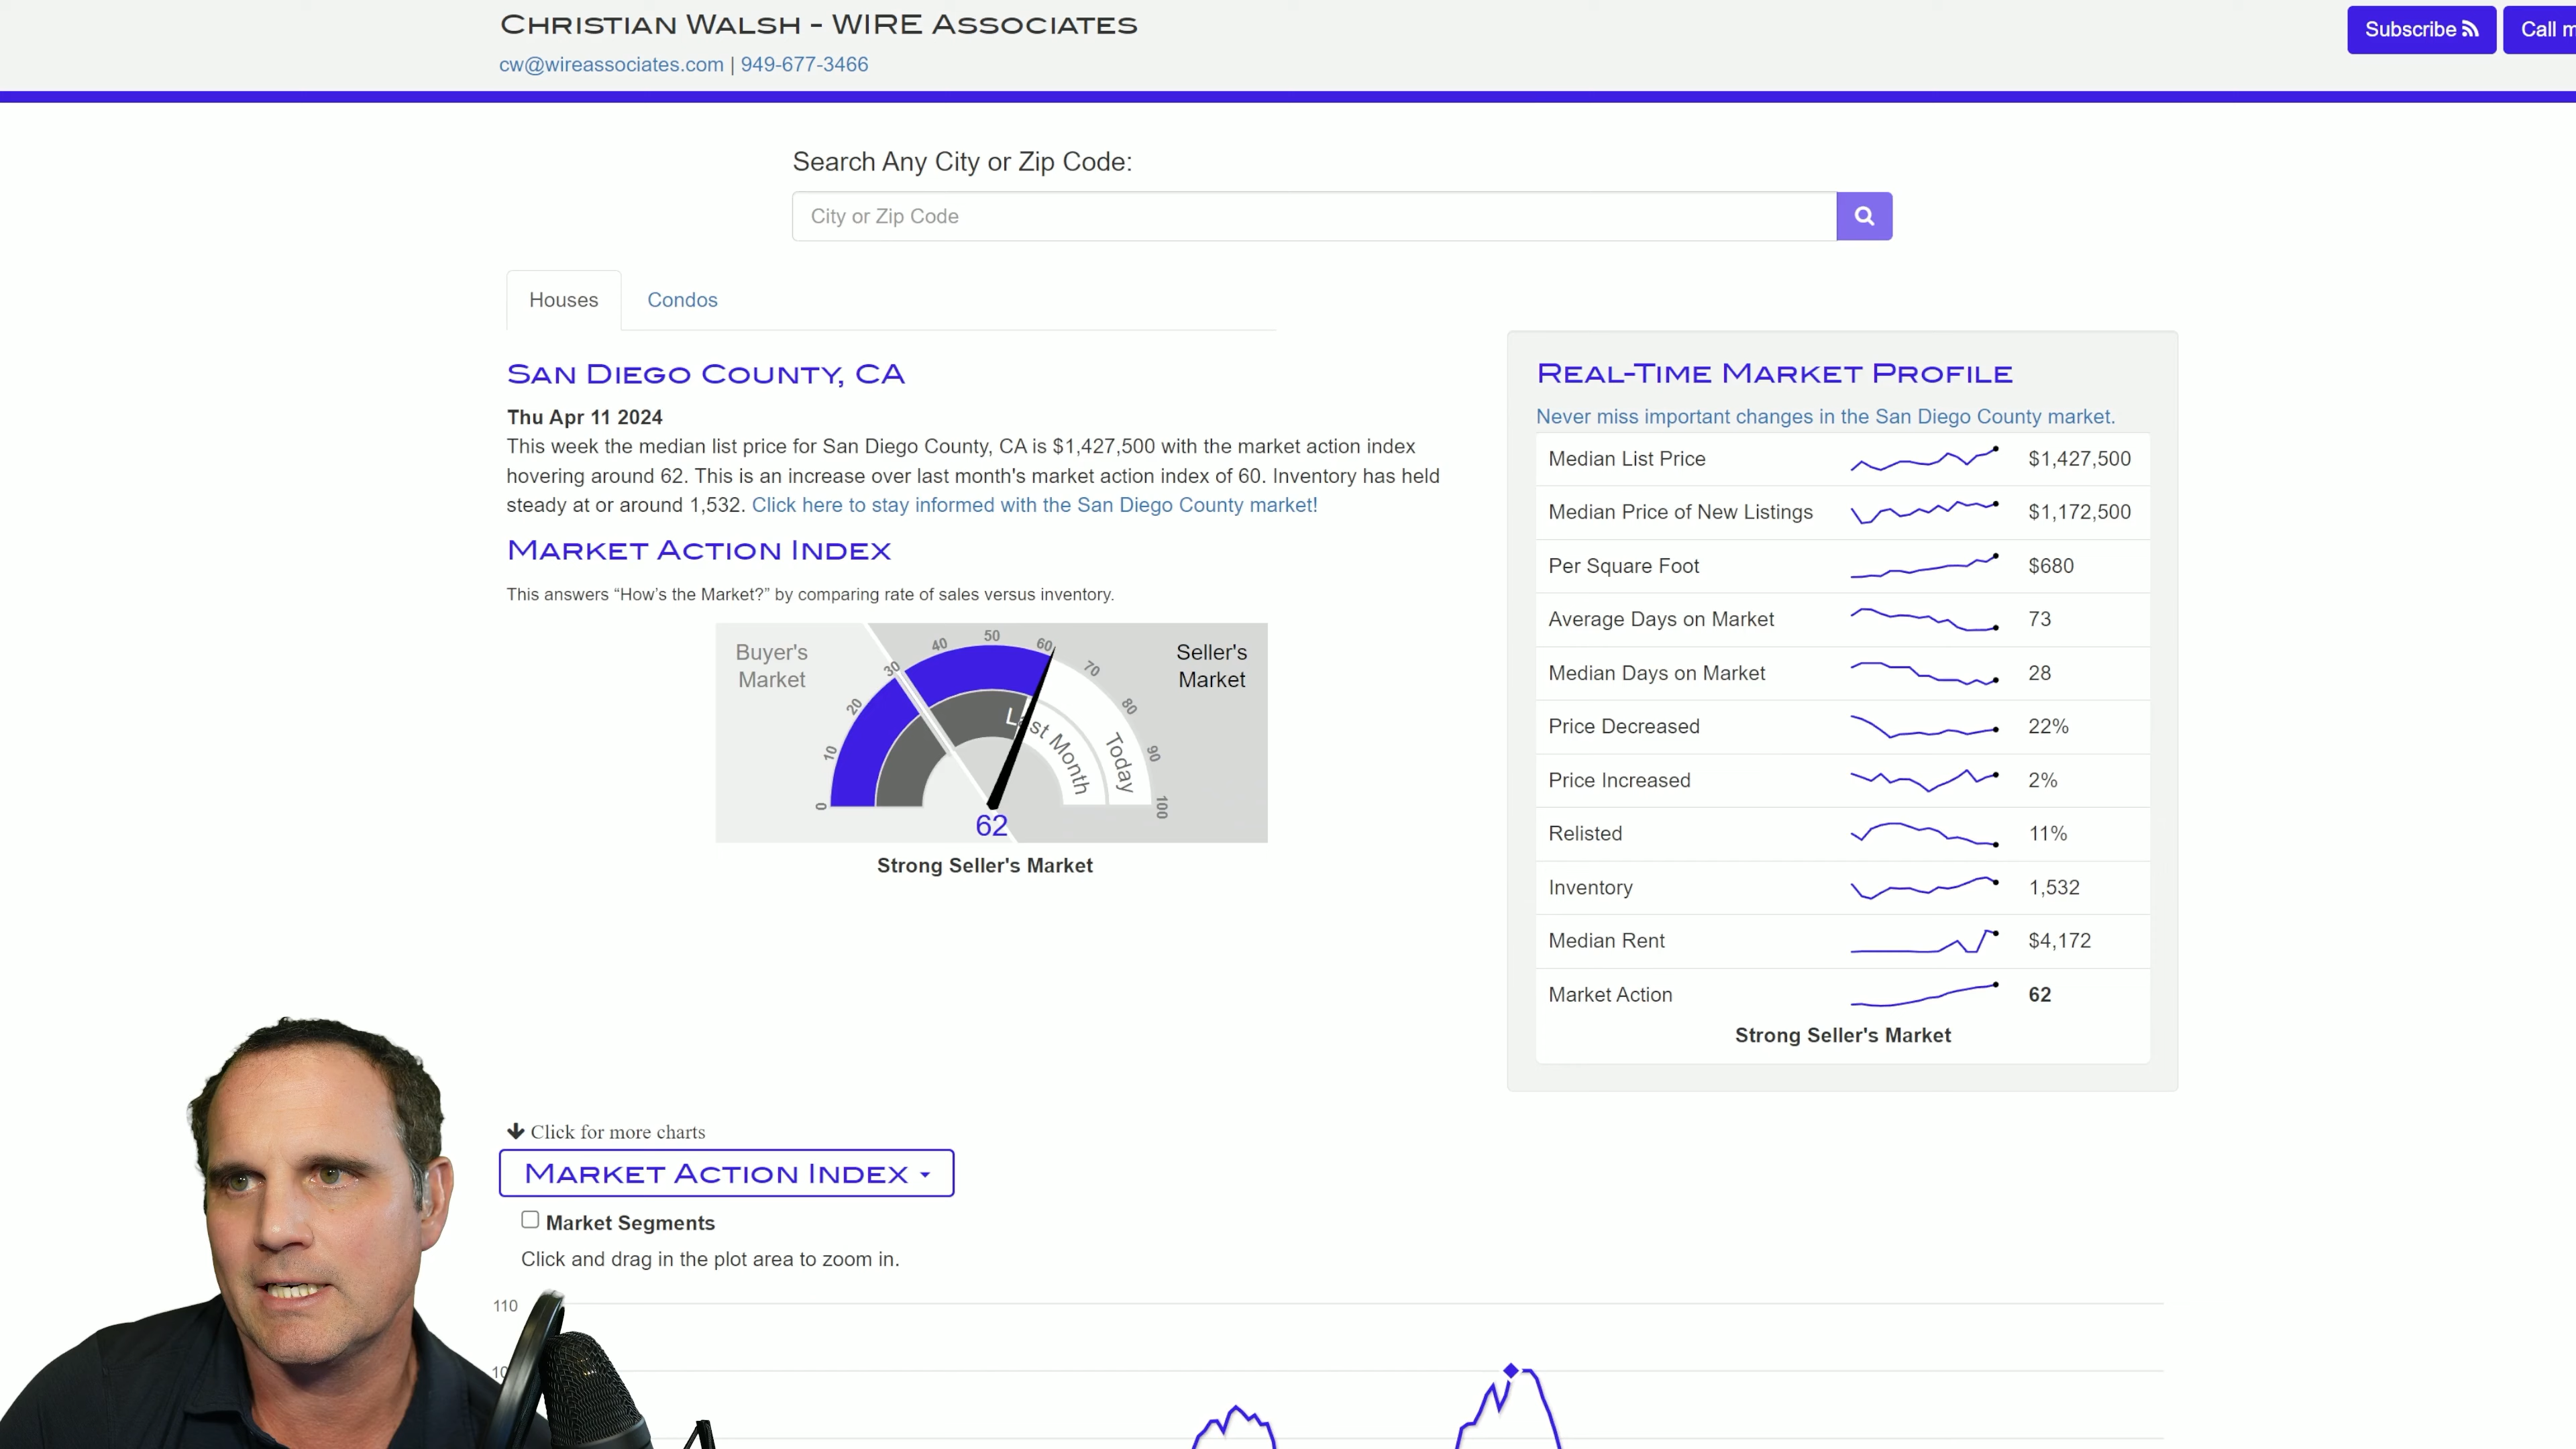 CHRISTIAN WALSH - WIRE ASSOCIATES
cw@wireassociates.com | 949-677-3466
Subscribe
Call m
Search Any City or Zip Code:
City or Zip Code
Houses
Condos
SAN DIEGO COUNTY, CA
Thu Apr 11 2024
This week the median list price for San Diego County, CA is $1,427,500 with the market action index
hovering around 62. This is an increase over last month's market action index of 60. Inventory has held
steady at or around 1,532. Click here to stay informed with the San Diego County market!
MARKET ACTION INDEX
This answers “How’s the Market?” by comparing rate of sales versus inventory.
Buyer's
Market
Seller's
Market
0
10
20
30
40
50
60
70
80
90
100
Last Month
Today
62
Strong Seller's Market
REAL-TIME MARKET PROFILE
Never miss important changes in the San Diego County market.
Median List Price $1,427,500
Median Price of New Listings $1,172,500
Per Square Foot $680
Average Days on Market 73
Median Days on Market 28
Price Decreased 22%
Price Increased 2%
Relisted 11%
Inventory 1,532
Median Rent $4,172
Market Action 62
Strong Seller's Market
Click for more charts
MARKET ACTION INDEX
Market Segments
Click and drag in the plot area to zoom in.
110